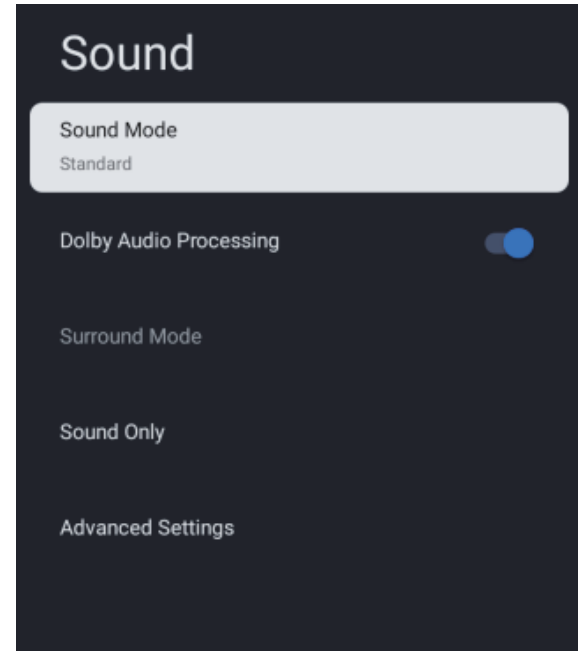 Sound
Sound Mode
Standard
Dolby Audio Processing
Surround Mode
Sound Only
Advanced Settings